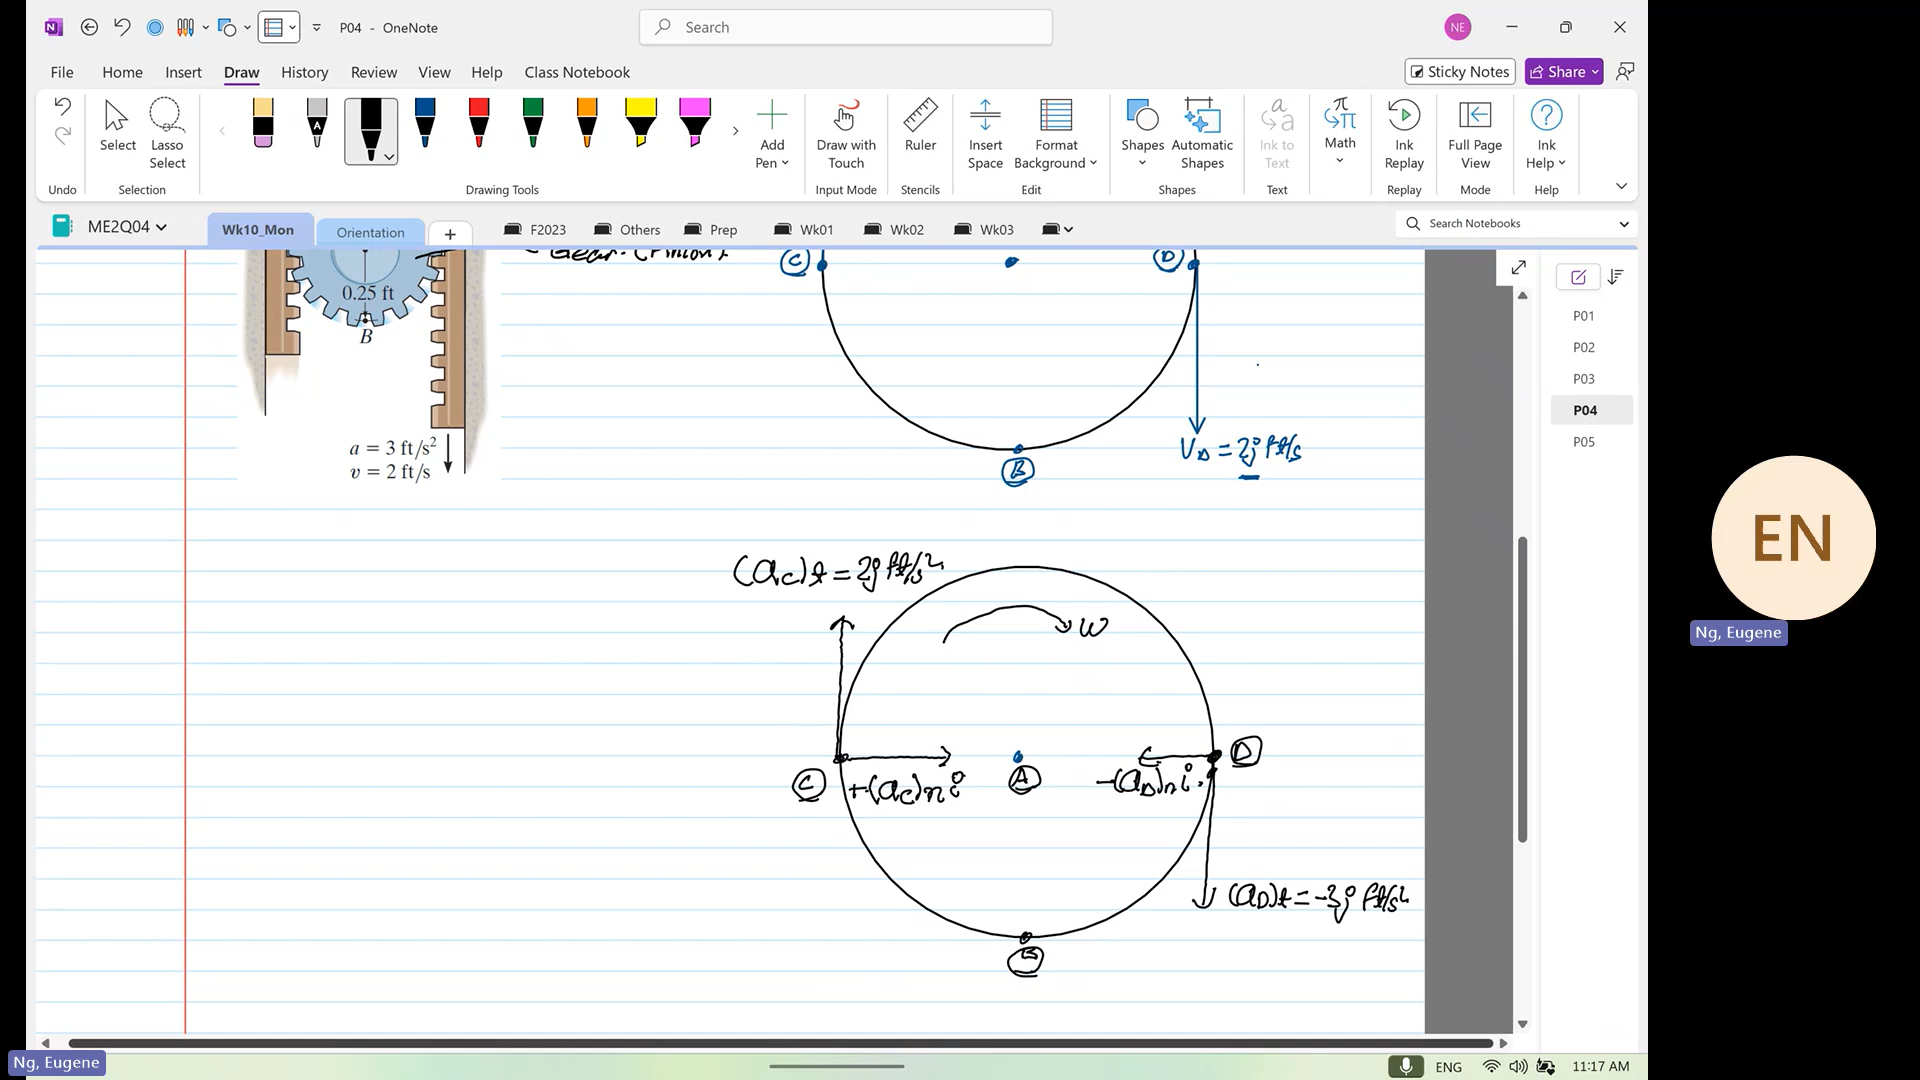 P04 - OneNote
Search
NE
File Home Insert Draw History Review View Help Class Notebook
Sticky Notes
Share
Select
Lasso Select
A
Add Pen
Draw with Touch
Ruler
Insert Space
Format Background
Shapes
Automatic Shapes
Ink to Text
Math
Ink Replay
Full Page View
Ink Help
Undo
Selection
Drawing Tools
Input Mode
Stencils
Edit
Shapes
Text
Replay
Mode
Help
ME2Q04
Wk10_Mon
Orientation
+
F2023
Others
Prep
Wk01
Wk02
Wk03
Search Notebooks
P01
P02
P03
P04
P05
Gear (Pinion)
C
D
0.25 ft
B
a = 3 ft/s²
v = 2 ft/s
B
V_D = 2j ft/s
(a_C)t = 2j ft/s²
ω
C
+(a_C)n i
A
-(a_D)n i
D
(a_D)t = -3j ft/s²
B
EN
Ng, Eugene
Ng, Eugene
ENG
11:17 AM